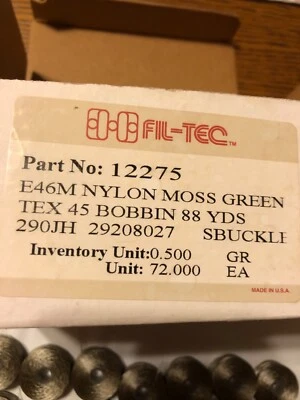 FIL-TEC™
Part No: 12275
E46M NYLON MOSS GREEN
TEX 45 BOBBIN 88 YDS
290JH 29208027 SBUCKLE
Inventory Unit:0.500 GR
Unit: 72.000 EA
MADE IN U.S.A.